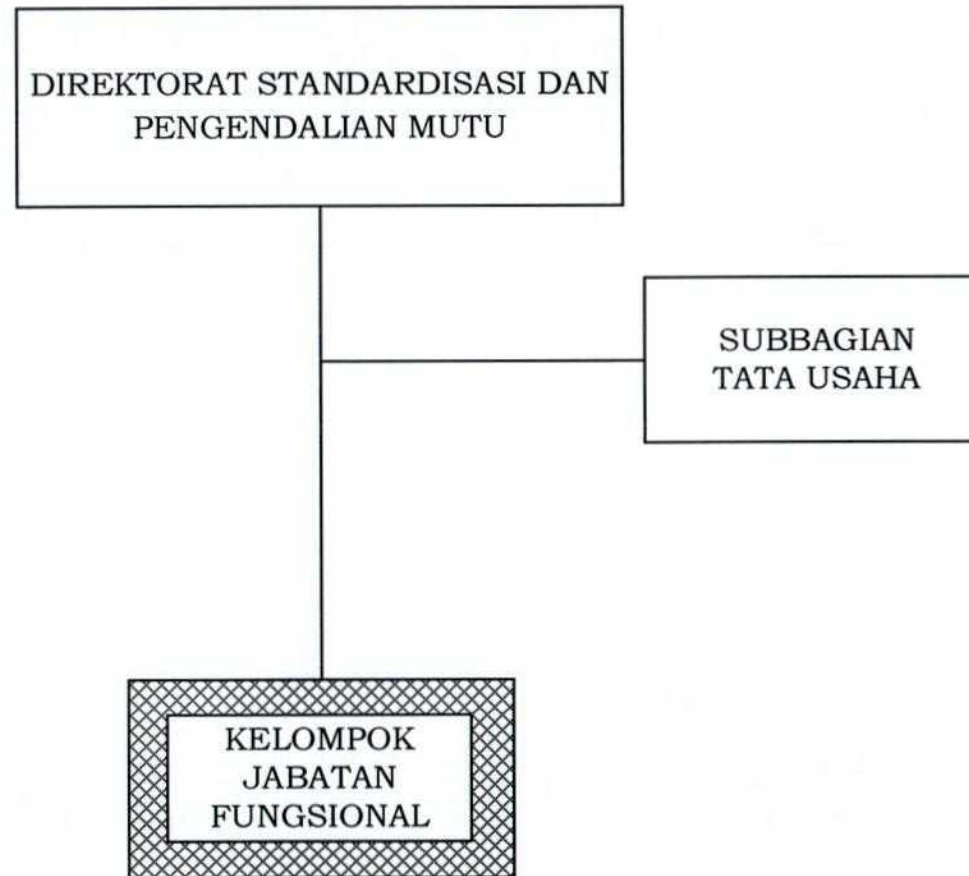 DIREKTORAT STANDARDISASI DAN
PENGENDALIAN MUTU
SUBBAGIAN
TATA USAHA
KELOMPOK
JABATAN
FUNGSIONAL